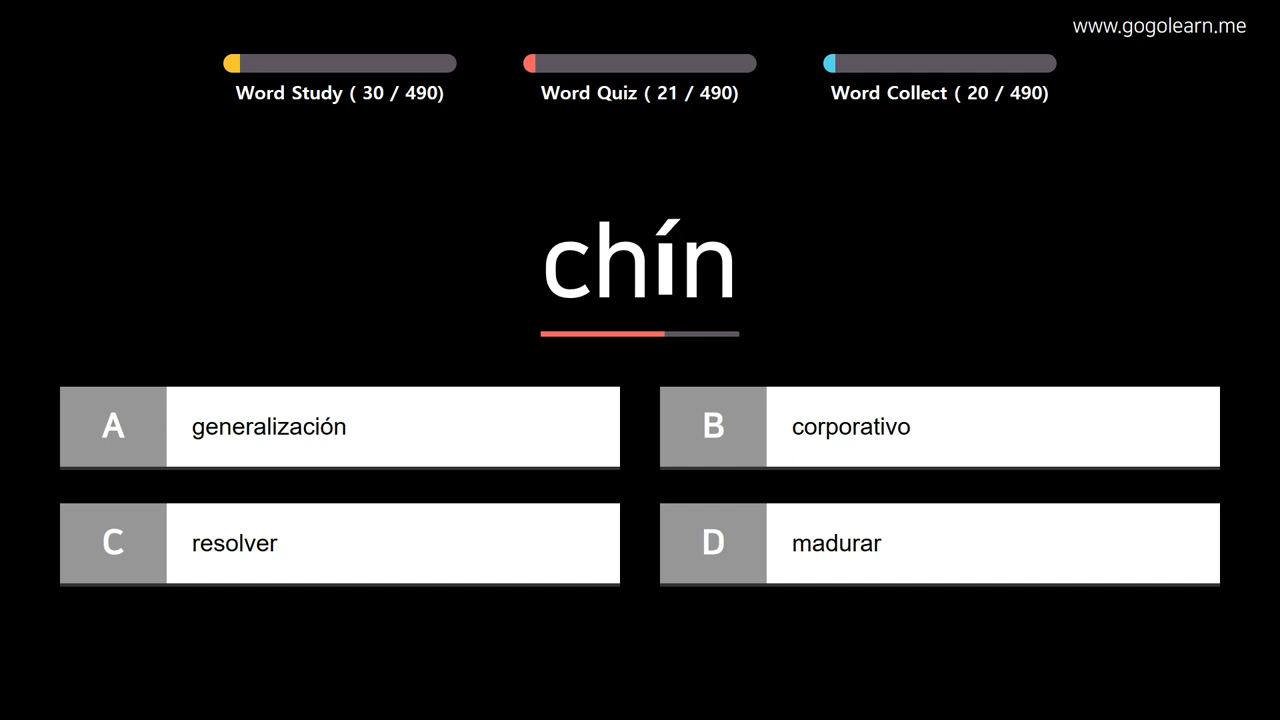 www.gogolearn.me
Word Study ( 30 / 490)
Word Quiz ( 21 / 490)
Word Collect ( 20 / 490)
chín
A generalización
B corporativo
C resolver
D madurar